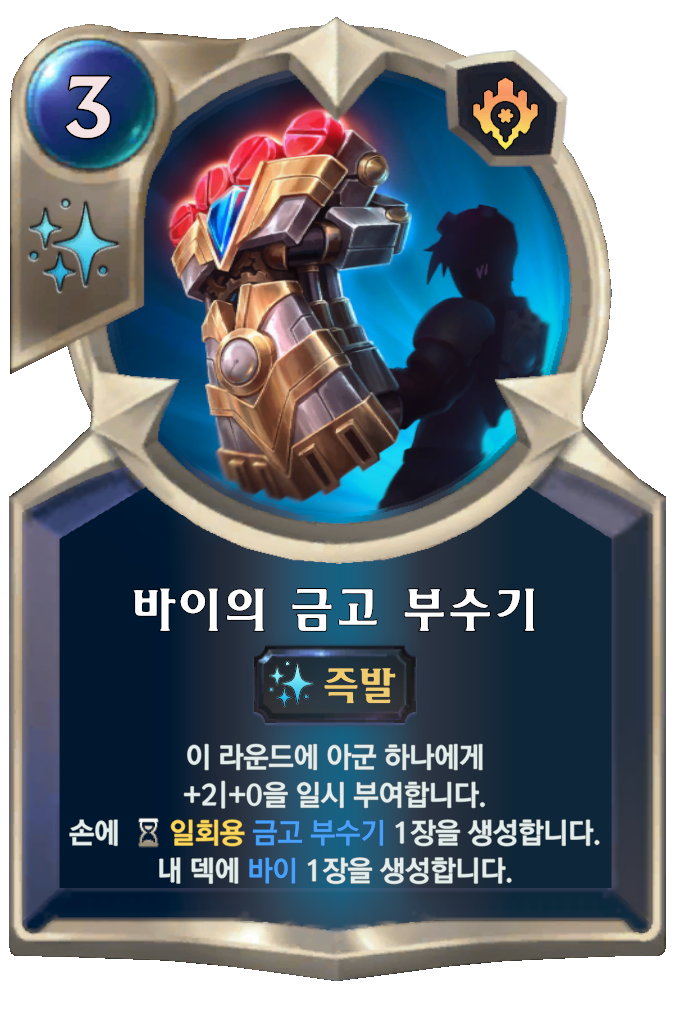 3
바이의 금고 부수기
즉발
이 라운드에 아군 하나에게
+2|+0을 일시 부여합니다.
손에 일회용 금고 부수기 1장을 생성합니다.
내 덱에 바이 1장을 생성합니다.